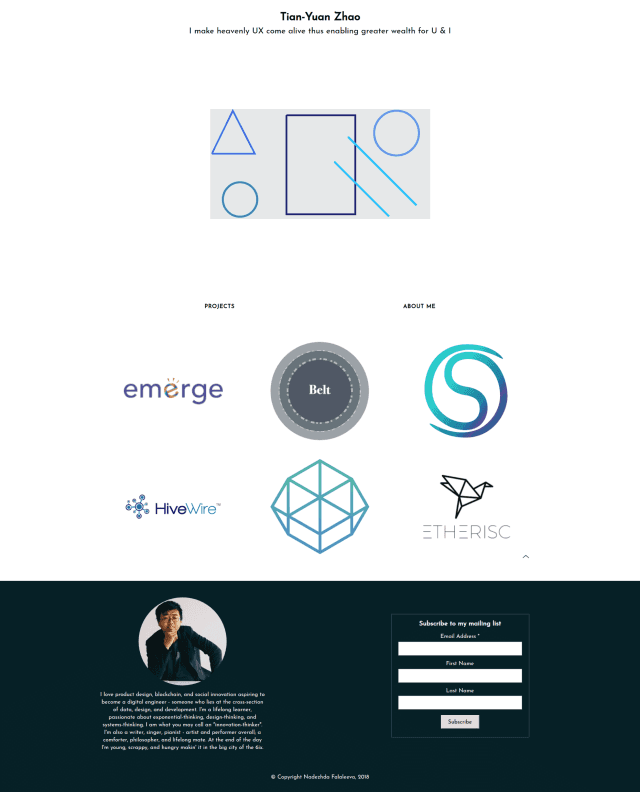 Tian-Yuan Zhao
I make heavenly UX come alive thus enabling greater wealth for U & I
PROJECTS
ABOUT ME
emerge
Belt
HiveWire™
ETHERISC
I love product design, blockchain, and social innovation aspiring to
become a digital engineer - someone who lies at the cross-section
of data, design, and development. I'm a lifelong learner,
passionate about exponential-thinking, design-thinking, and
systems-thinking. I am what you may call an "innovation-thinker".
I'm also a writer, singer, pianist - artist and performer overall; a
comforter, philosopher, and lifelong mate. At the end of the day
I'm young, scrappy, and hungry makin' it in the big city of the 6ix.
Subscribe to my mailing list
Email Address *
First Name
Last Name
Subscribe
© Copyright Nadezhda Falaleeva, 2018